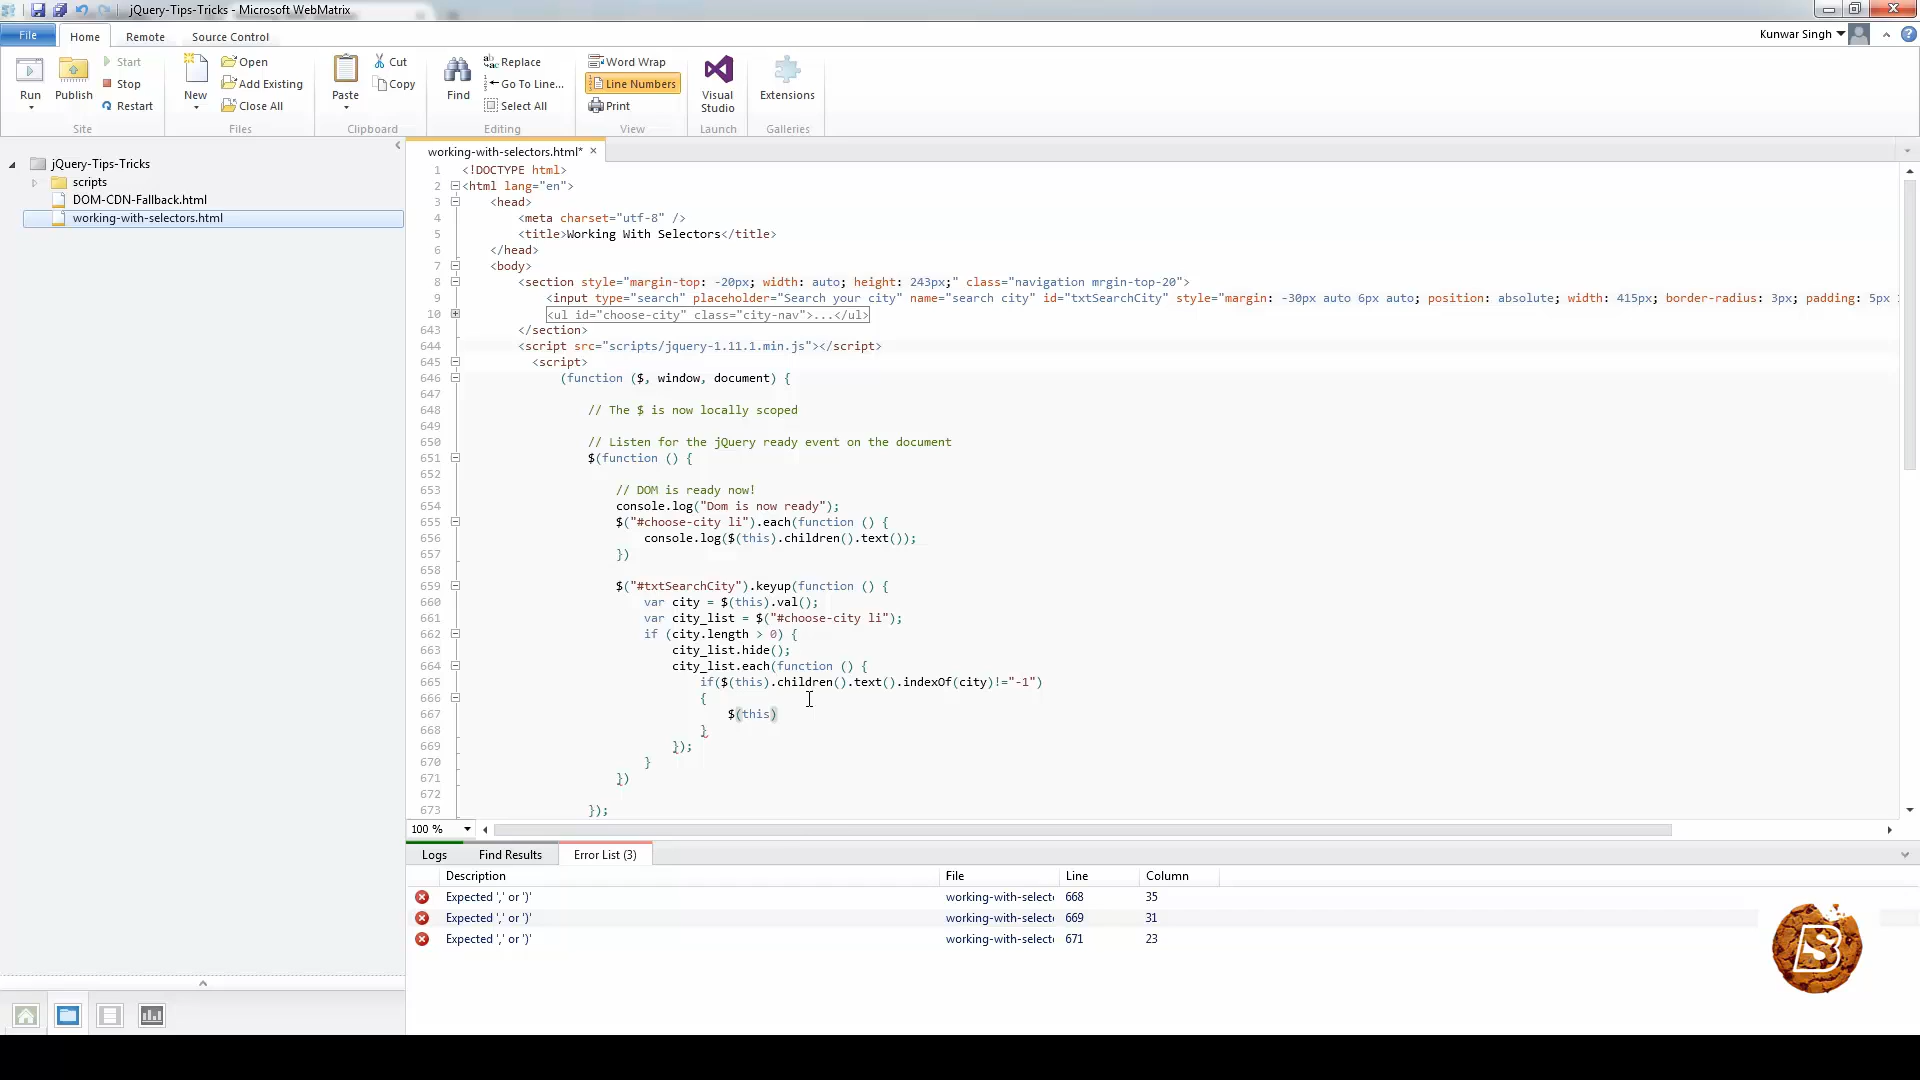 jQuery-Tips-Tricks - Microsoft WebMatrix
File Home Remote Source Control Kunwar Singh
Run Publish Start Stop Restart Site
New Open Add Existing Close All Files
Paste Cut Copy Clipboard
Find Replace Go To Line... Select All Editing
Word Wrap Line Numbers Print View
Visual Studio Launch
Extensions Galleries
jQuery-Tips-Tricks
scripts
DOM-CDN-Fallback.html
working-with-selectors.html
working-with-selectors.html*
1 <!DOCTYPE html>
2 <html lang="en">
3 <head>
4 <meta charset="utf-8" />
5 <title>Working With Selectors</title>
6 </head>
7 <body>
8 <section style="margin-top: -20px; width: auto; height: 243px;" class="navigation mrgin-top-20">
9 <input type="search" placeholder="Search your city" name="search city" id="txtSearchCity" style="margin: -30px auto 6px auto; position: absolute; width: 415px; border-radius: 3px; padding: 5px
10 <ul id="choose-city" class="city-nav">...</ul>
643 </section>
644 <script src="scripts/jquery-1.11.1.min.js"></script>
645 <script>
646 (function ($, window, document) {
647
648 // The $ is now locally scoped
649
650 // Listen for the jQuery ready event on the document
651 $(function () {
652
653 // DOM is ready now!
654 console.log("Dom is now ready");
655 $("#choose-city li").each(function () {
656 console.log($(this).children().text());
657 })
658
659 $("#txtSearchCity").keyup(function () {
660 var city = $(this).val();
661 var city_list = $("#choose-city li");
662 if (city.length > 0) {
663 city_list.hide();
664 city_list.each(function () {
665 if($(this).children().text().indexOf(city)!="-1")
666 {
667 $(this)
668 }
669 });
670 }
671 })
672
673 });
100 %
Logs Find Results Error List (3)
Description File Line Column
Expected ',' or ')' working-with-select 668 35
Expected ',' or ')' working-with-select 669 31
Expected ',' or ')' working-with-select 671 23